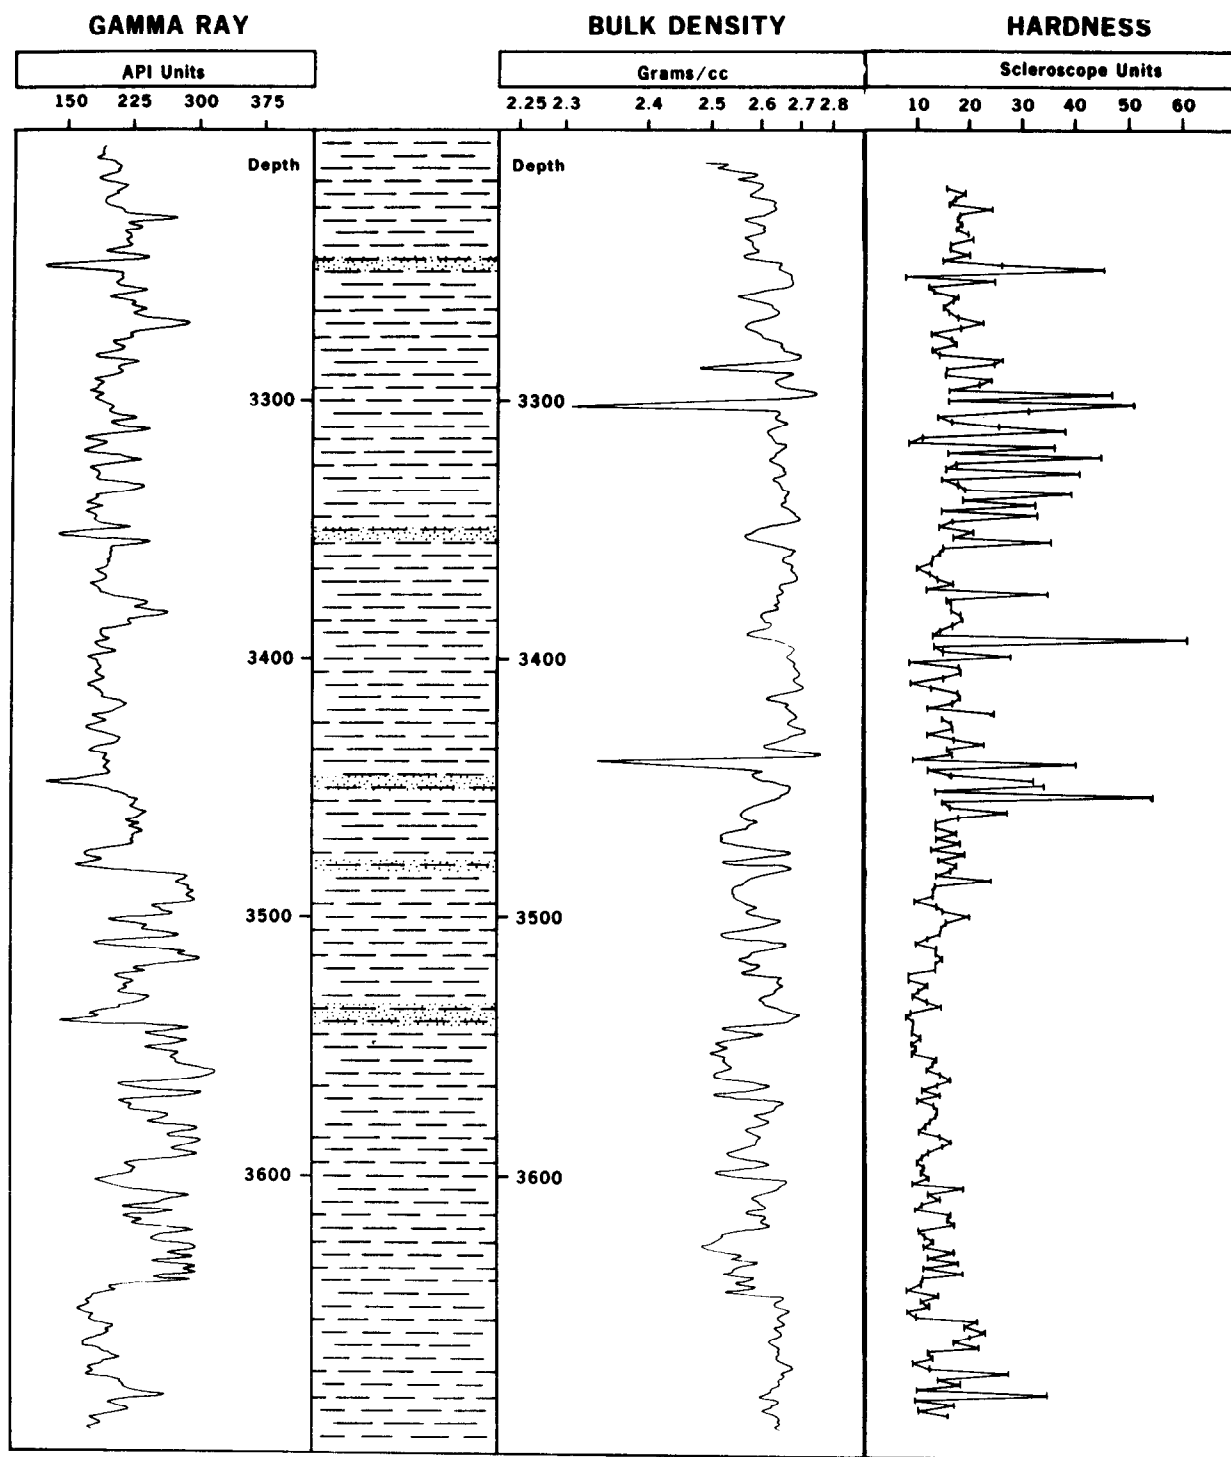 GAMMA RAY BULK DENSITY HARDNESS
API Units Grams/cc Scleroscope Units
150 225 300 375 2.25 2.3 2.4 2.5 2.6 2.7 2.8 10 20 30 40 50 60
Depth Depth
3300 3300
3400 3400
3500 3500
3600 3600